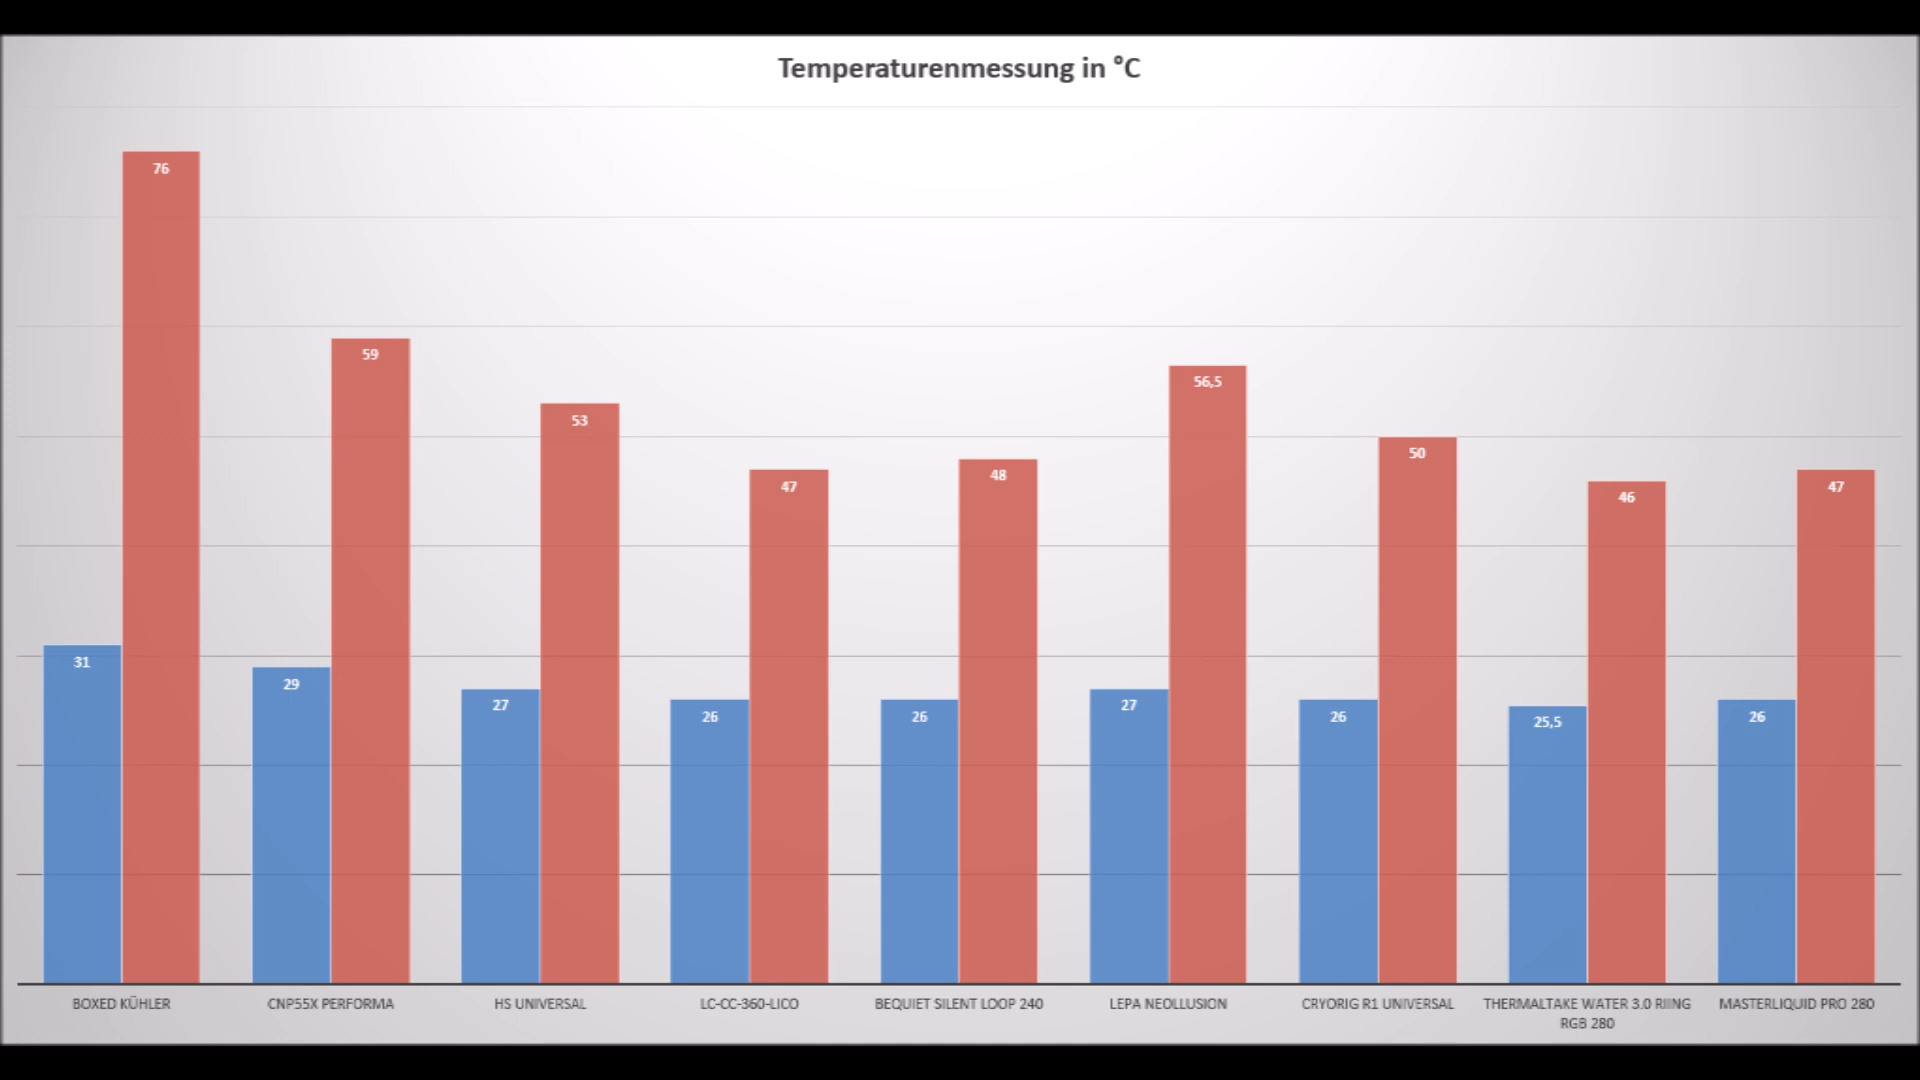 Temperaturenmessung in °C
76
59
53
47
48
56,5
50
46
47
31
29
27
26
26
27
26
25,5
26
BOXED KÜHLER
CNP55X PERFORMA
HS UNIVERSAL
LC-CC-360-LICO
BEQUIET SILENT LOOP 240
LEPA NEOLLUSION
CRYORIG R1 UNIVERSAL
THERMALTAKE WATER 3.0 RIING
RGB 280
MASTERLIQUID PRO 280